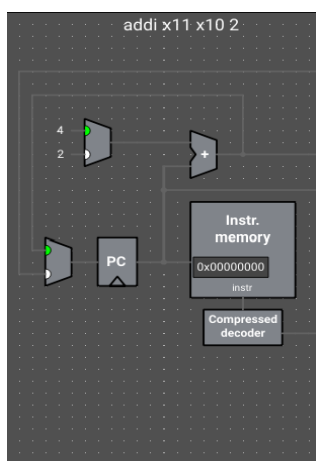 addi x11 x10 2
4
2
+
Instr.
memory
PC
0x00000000
instr
Compressed
decoder